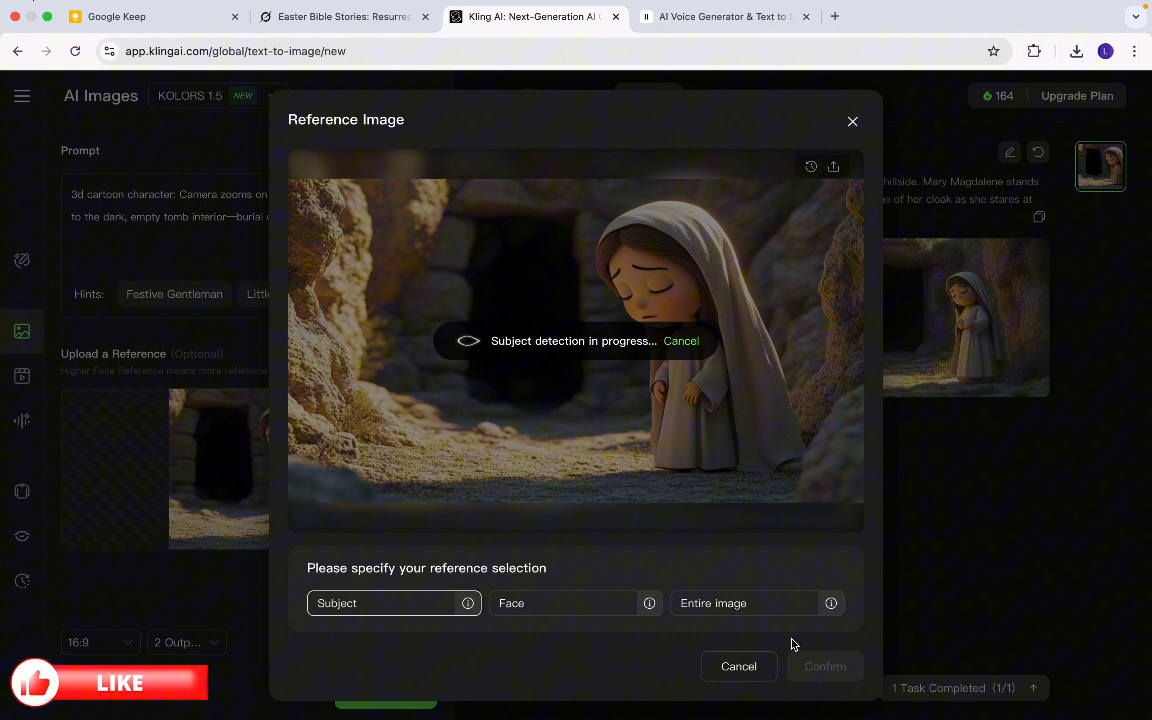 Google Keep
Easter Bible Stories: Resurrec
Kling AI: Next-Generation AI C
AI Voice Generator & Text to S
app.klingai.com/global/text-to-image/new
L
AI Images
KOLORS 1.5 NEW
164
Upgrade Plan
Reference Image
Prompt
3d cartoon character: Camera zooms on
to the dark, empty tomb interior—burial
hillside. Mary Magdalene stands
of her cloak as she stares at
Hints:
Festive Gentleman
Little
Subject detection in progress... Cancel
Upload a Reference (Optional)
Higher Face Reference means more reference
Please specify your reference selection
Subject
Face
Entire image
16:9
2 Outp...
Cancel
Confirm
LIKE
1 Task Completed (1/1)